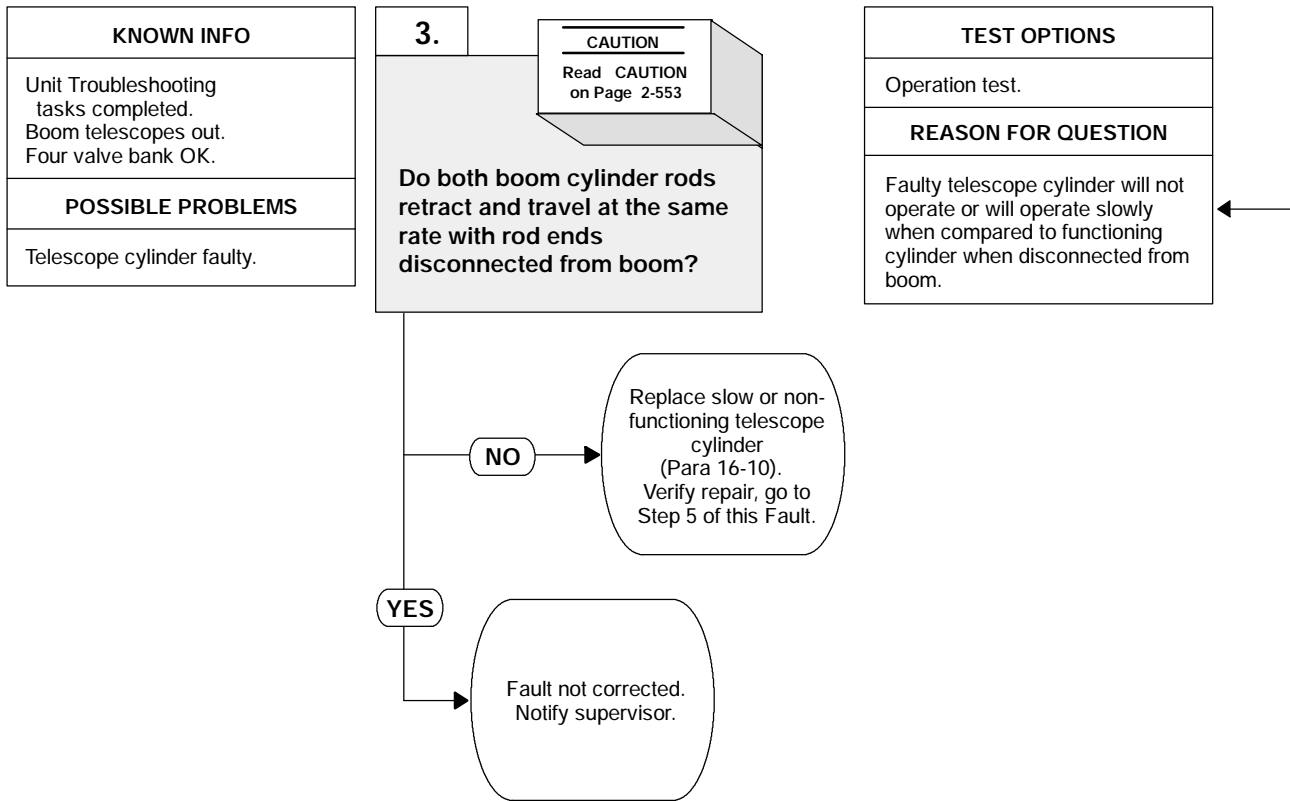 KNOWN INFO
Unit Troubleshooting
tasks completed.
Boom telescopes out.
Four valve bank OK.
POSSIBLE PROBLEMS
Telescope cylinder faulty.
3.
CAUTION
Read CAUTION
on Page 2-553
Do both boom cylinder rods
retract and travel at the same
rate with rod ends
disconnected from boom?
TEST OPTIONS
Operation test.
REASON FOR QUESTION
Faulty telescope cylinder will not
operate or will operate slowly
when compared to functioning
cylinder when disconnected from
boom.
NO
Replace slow or non-
functioning telescope
cylinder
(Para 16-10).
Verify repair, go to
Step 5 of this Fault.
YES
Fault not corrected.
Notify supervisor.